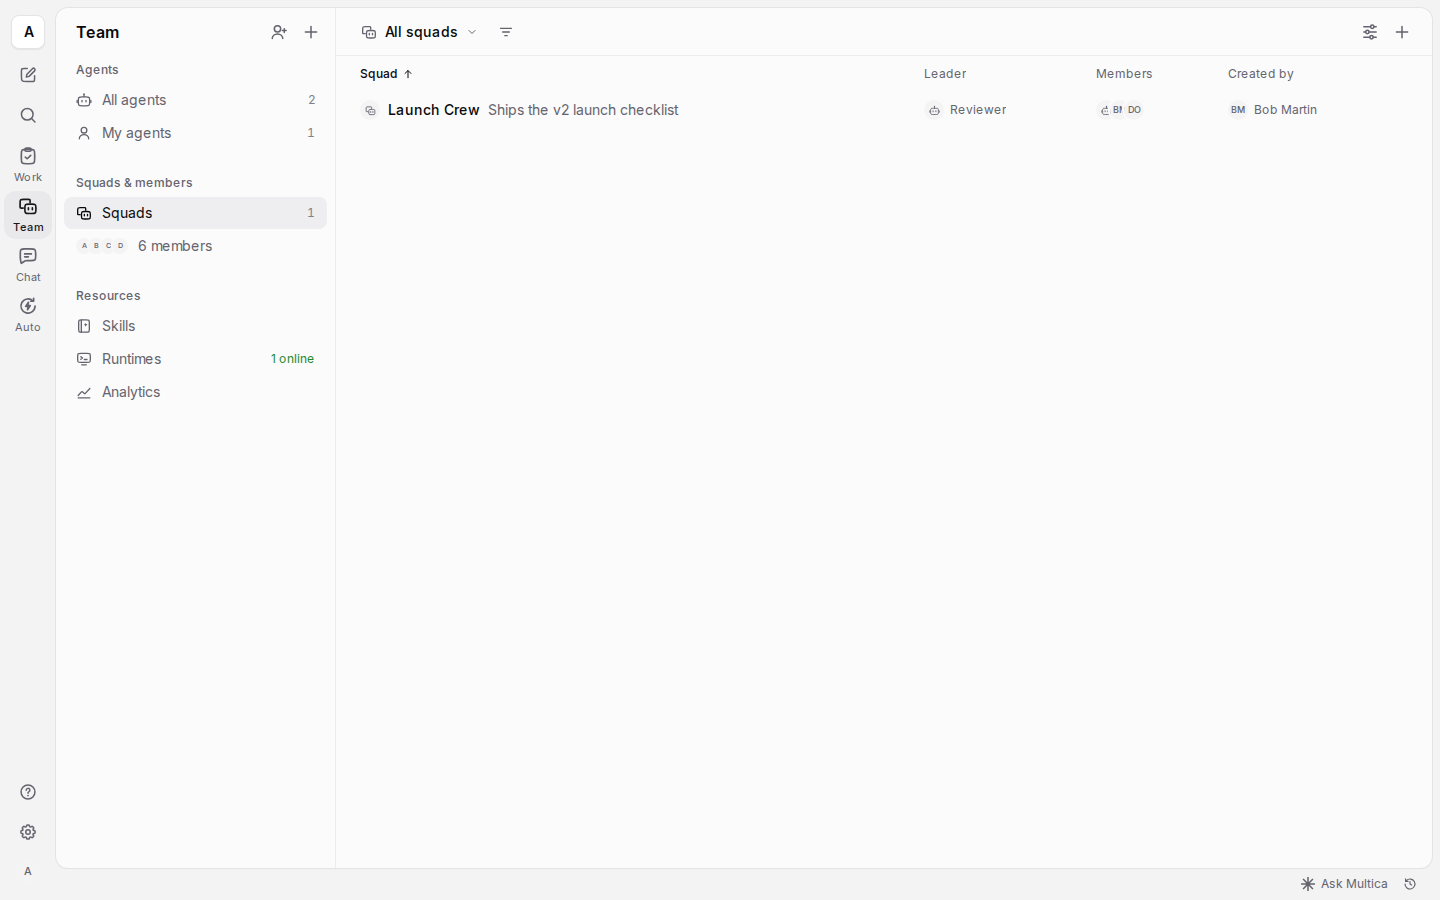 A
Work
Team
Chat
Auto
A
Team
Agents
All agents 2
My agents 1
Squads & members
Squads 1
A B C D 6 members
Resources
Skills
Runtimes 1 online
Analytics
All squads
Squad Leader Members Created by
Launch Crew Ships the v2 launch checklist Reviewer DO BM Bob Martin
Ask Multica